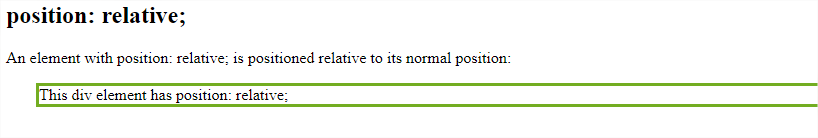 position: relative;
An element with position: relative; is positioned relative to its normal position:
This div element has position: relative;